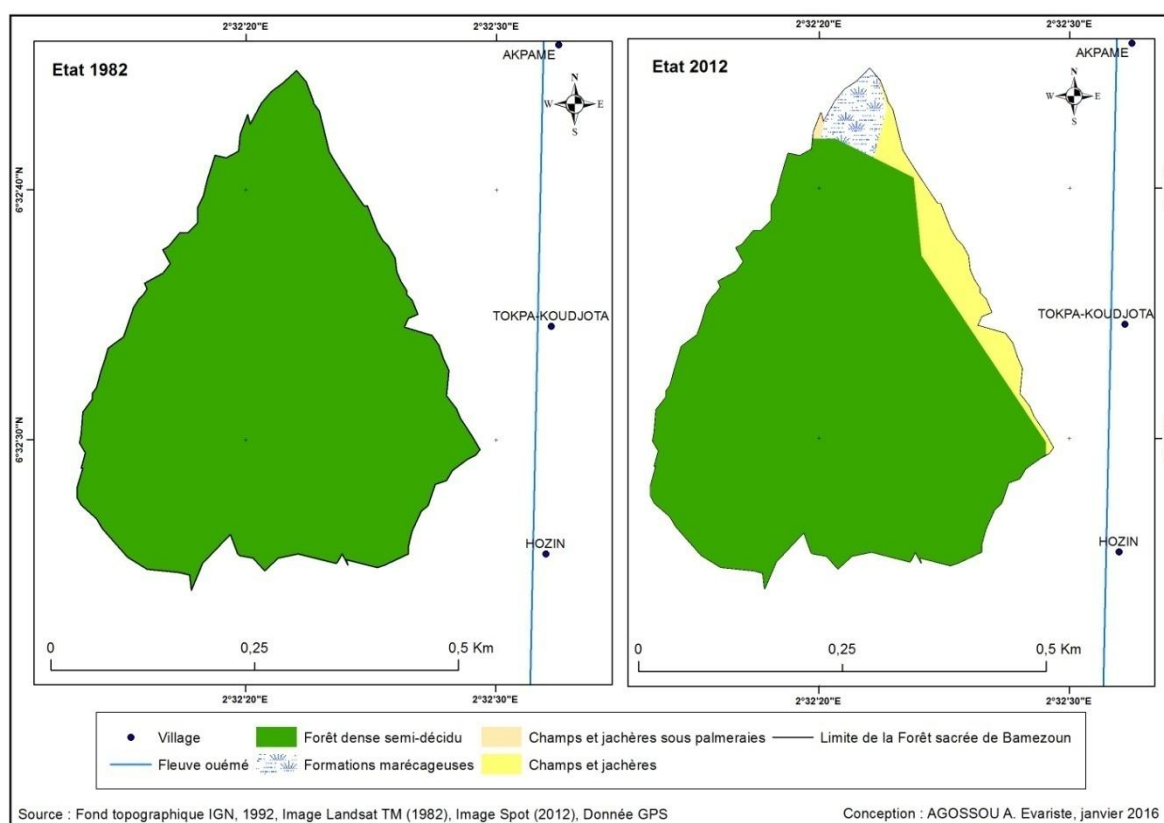 2°32'20"E 2°32'30"E
Etat 1982
AKPAME
N
W E
S
6°32'40"N
TOKPA-KOUDJOTA
6°32'30"N
HOZIN
0 0,25 0,5 Km
2°32'20"E 2°32'30"E
2°32'20"E 2°32'30"E
Etat 2012
AKPAME
N
W E
S
TOKPA-KOUDJOTA
HOZIN
0 0,25 0,5 Km
2°32'20"E 2°32'30"E
Village
Forêt dense semi-décidu
Champs et jachères sous palmeraies
Limite de la Forêt sacrée de Bamezoun
Fleuve ouémé
Formations marécageuses
Champs et jachères
Source : Fond topographique IGN, 1992, Image Landsat TM (1982), Image Spot (2012), Donnée GPS
Conception : AGOSSOU A. Evariste, janvier 2016